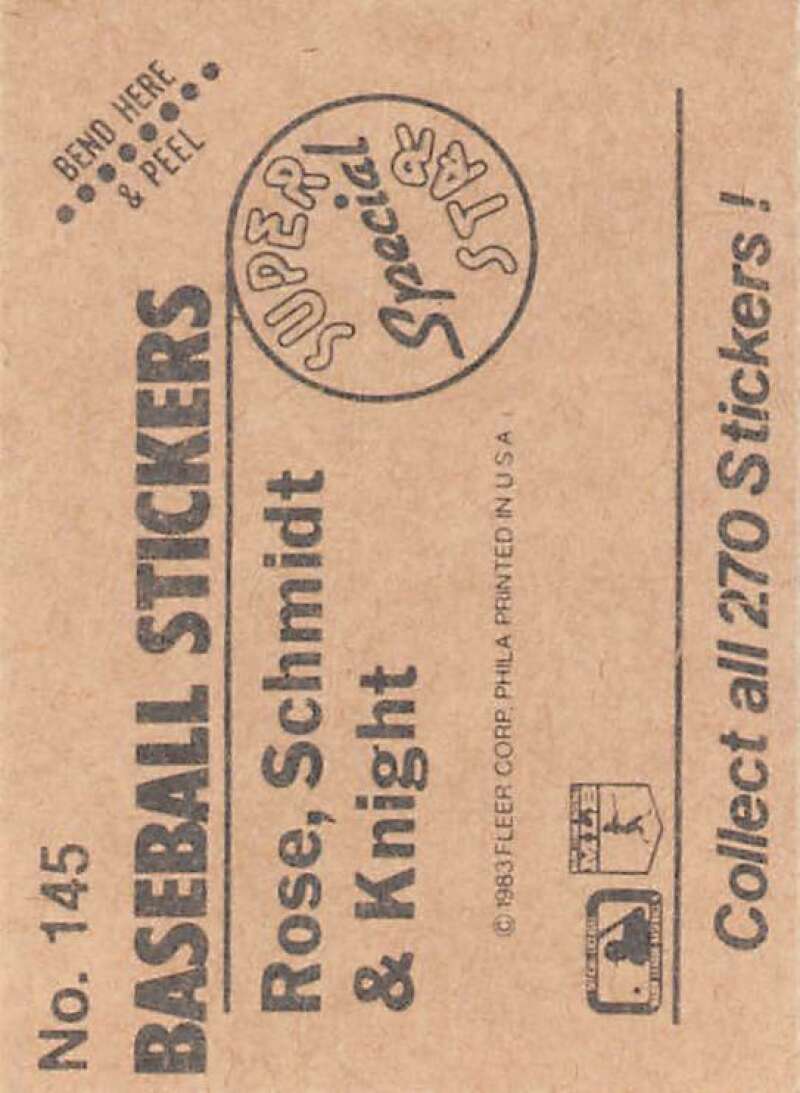 No. 145
BEND HERE
& PEEL
BASEBALL STICKERS
Rose, Schmidt
& Knight
SUPER
Special
STAR
© 1983 FLEER CORP. PHILA PRINTED IN U S A
Collect all 270 Stickers !